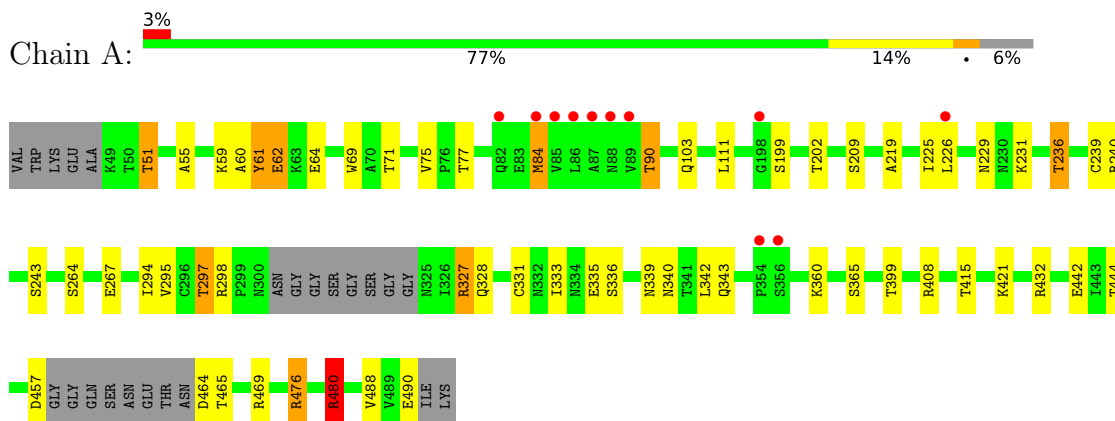 3%
Chain A:
77% 14% • 6%
VAL TRP LYS GLU ALA K49 T50 T51 A55 K59 A60 Y61 E62 K63 E64 W69 A70 T71 V75 P76 T77 Q82 E83 M84 V85 L86 A87 N88 V89 T90 Q103 L111 G198 S199 T202 S209 A219 I225 L226 N229 N230 K231 T236 C239 R240
S243 S264 E267 I294 V295 C296 T297 R298 P299 N300 ASN GLY GLY SER GLY SER GLY GLY N325 I326 R327 Q328 C331 N332 I333 N334 E335 S336 N339 N340 T341 L342 Q343 P354 S356 K360 S365 T399 R408 T415 K421 R432 E442 I443 T444
D457 GLY GLY GLN SER ASN GLU THR ASN D464 T465 R469 R476 R480 V488 V489 E490 ILE LYS